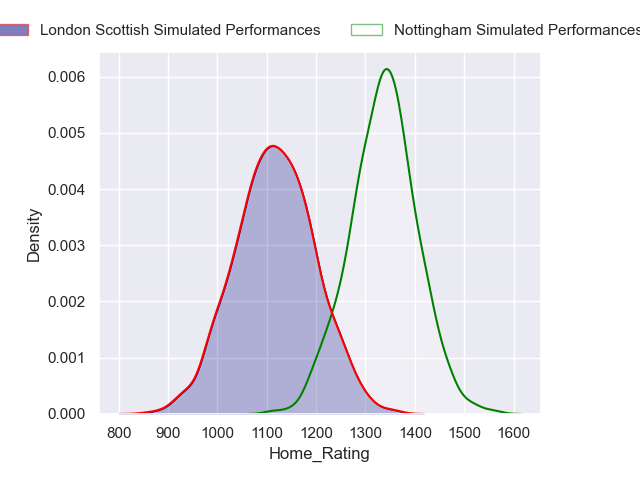 London Scottish Simulated Performances
Nottingham Simulated Performances
0.006
0.005
0.004
0.003
0.002
0.001
0.000
Density
800 900 1000 1100 1200 1300 1400 1500 1600
Home_Rating